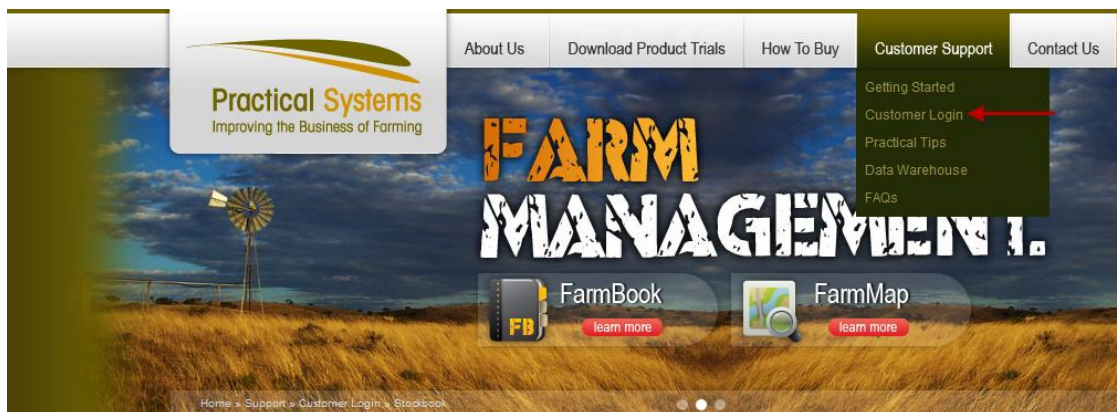 About Us
Download Product Trials
How To Buy
Customer Support
Contact Us
Practical Systems
Improving the Business of Farming
Getting Started
Customer Login
Practical Tips
Data Warehouse
FAQs
FARM
MANAGEMENT.
FarmBook
learn more
FB
FarmMap
learn more
Home » Support » Customer Login » Stockbook